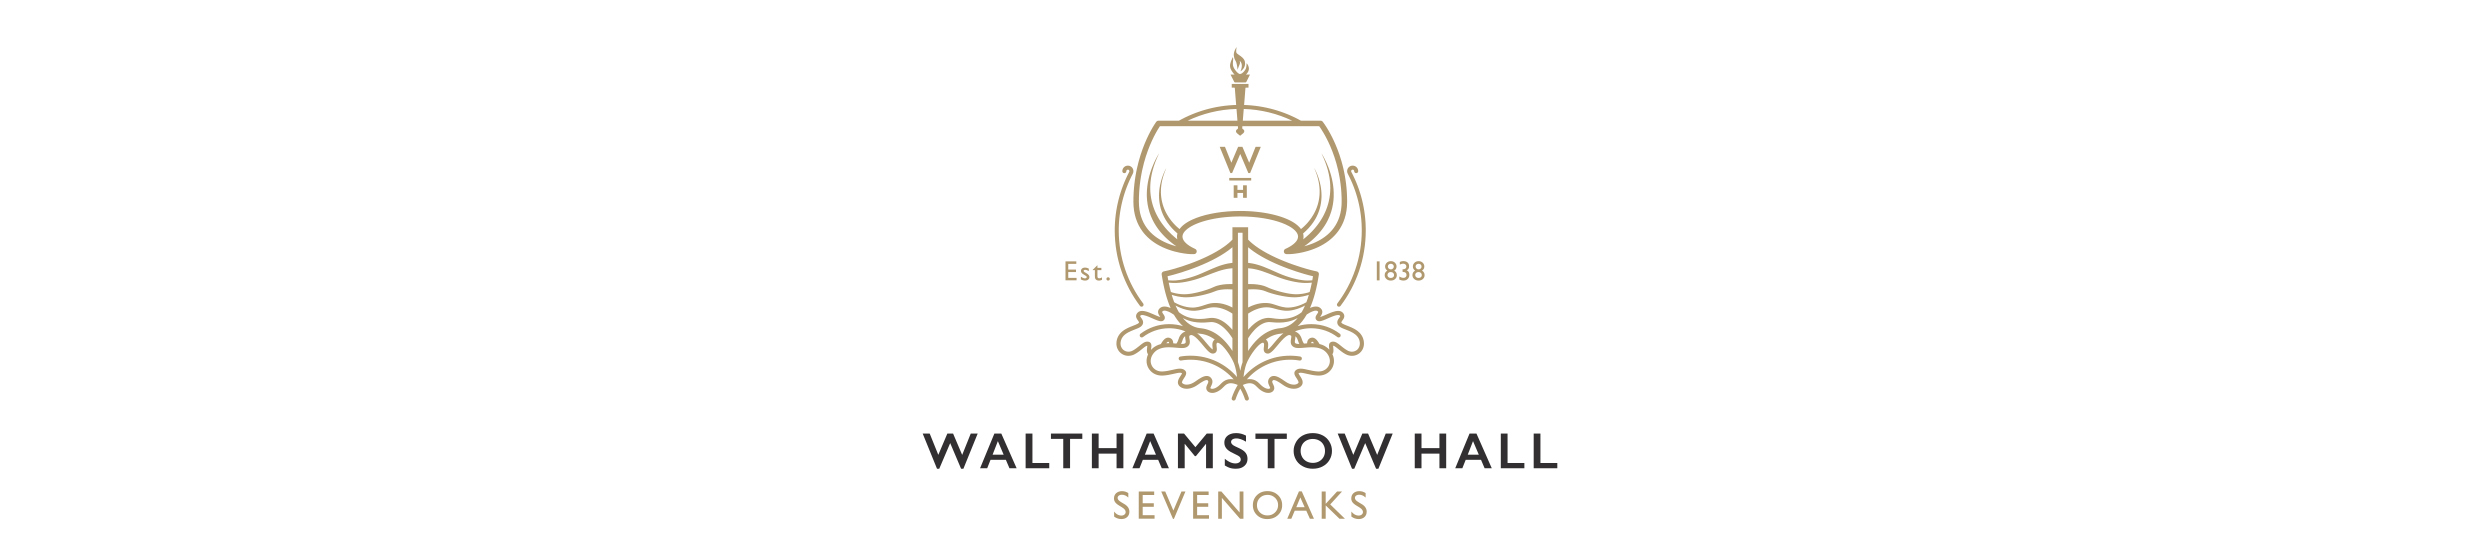 W
H
Est. 1838
WALTHAMSTOW HALL
SEVENOAKS